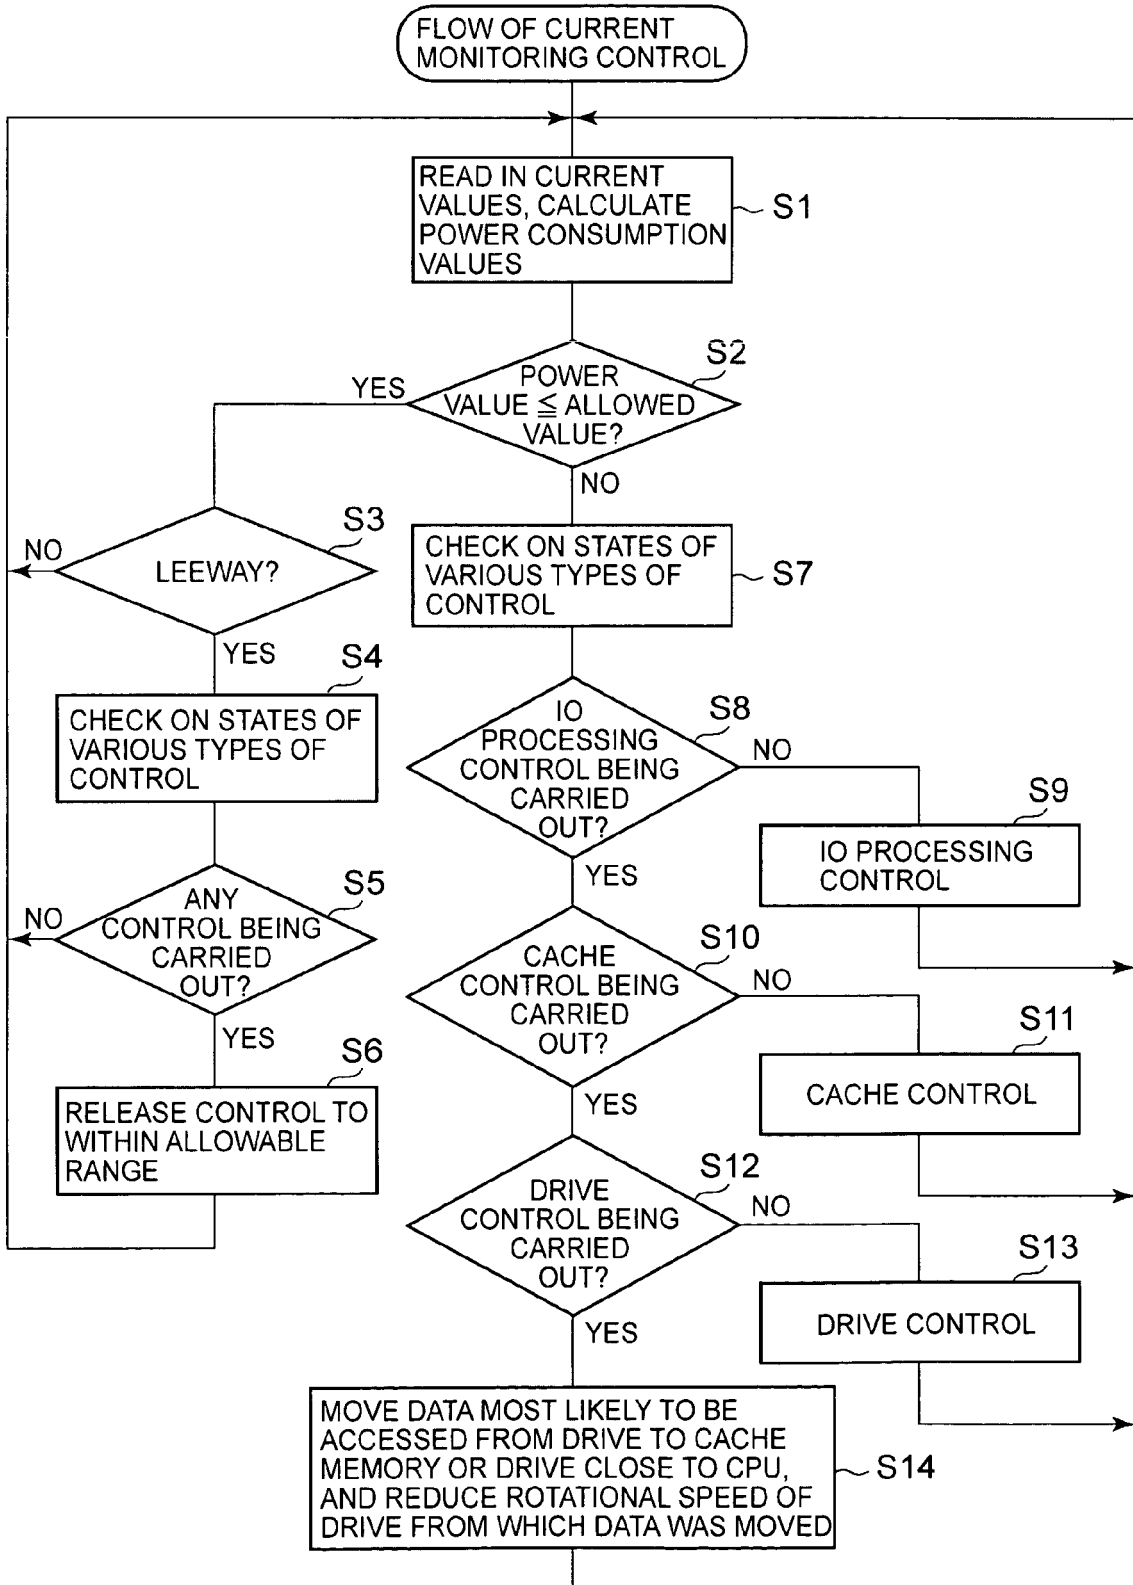 FLOW OF CURRENT
MONITORING CONTROL
READ IN CURRENT
VALUES, CALCULATE
POWER CONSUMPTION
VALUES
S1
S2
POWER
VALUE ≦ ALLOWED
VALUE?
YES
NO
S3
LEEWAY?
NO
YES
S4
CHECK ON STATES OF
VARIOUS TYPES OF
CONTROL
S5
ANY
CONTROL BEING
CARRIED
OUT?
NO
YES
S6
RELEASE CONTROL TO
WITHIN ALLOWABLE
RANGE
CHECK ON STATES OF
VARIOUS TYPES OF
CONTROL
S7
IO
PROCESSING
CONTROL BEING
CARRIED
OUT?
S8
NO
YES
S9
IO PROCESSING
CONTROL
CACHE
CONTROL BEING
CARRIED
OUT?
S10
NO
YES
S11
CACHE CONTROL
DRIVE
CONTROL BEING
CARRIED
OUT?
S12
NO
YES
S13
DRIVE CONTROL
MOVE DATA MOST LIKELY TO BE
ACCESSED FROM DRIVE TO CACHE
MEMORY OR DRIVE CLOSE TO CPU,
AND REDUCE ROTATIONAL SPEED OF
DRIVE FROM WHICH DATA WAS MOVED
S14